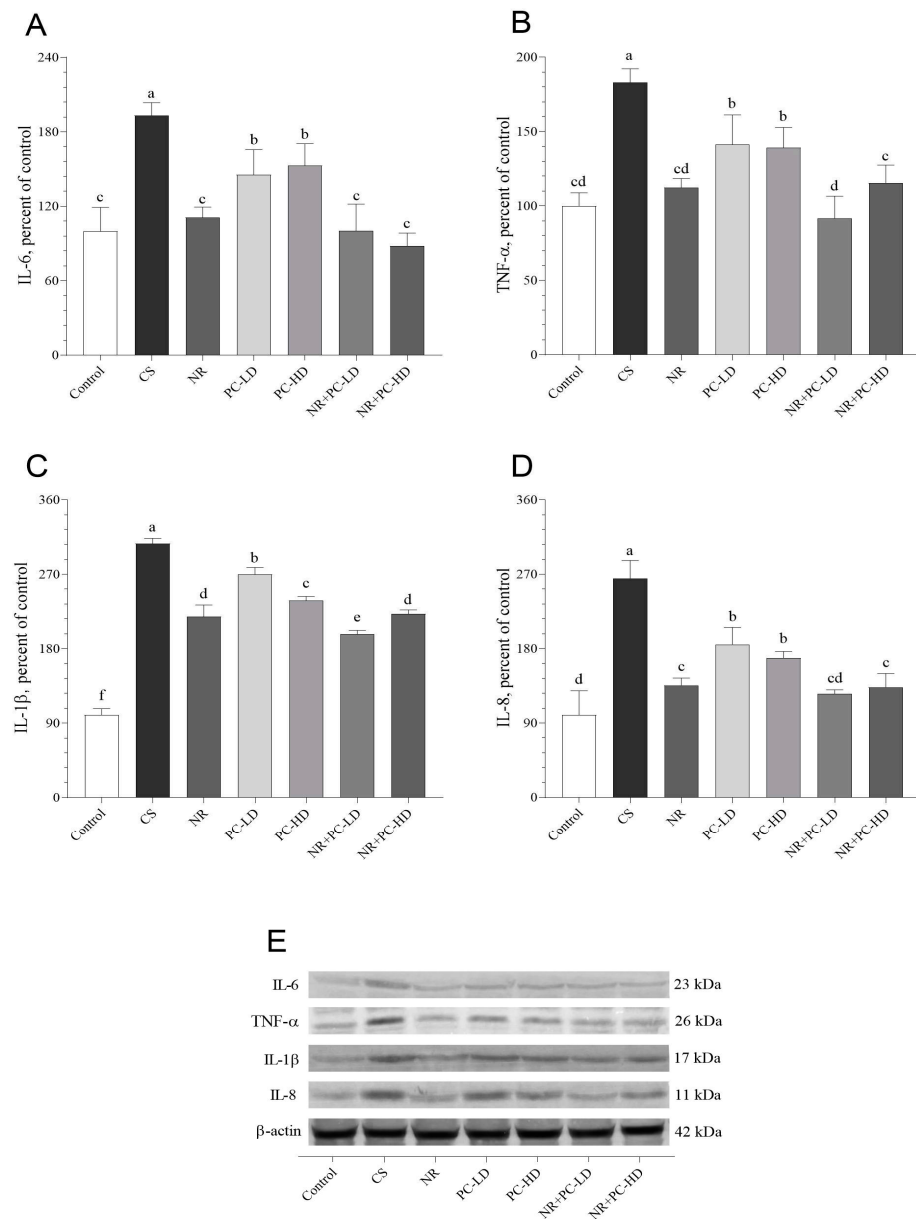 A
IL-6, percent of control
240
180
120
60
0
c
a
c
b
b
c
c
Control
CS
NR
PC-LD
PC-HD
NR+PC-LD
NR+PC-HD
B
TNF-α, percent of control
200
150
100
50
0
cd
a
cd
b
b
d
c
Control
CS
NR
PC-LD
PC-HD
NR+PC-LD
NR+PC-HD
C
IL-1β, percent of control
360
270
180
90
0
f
a
d
b
c
e
d
Control
CS
NR
PC-LD
PC-HD
NR+PC-LD
NR+PC-HD
D
IL-8, percent of control
360
270
180
90
0
d
a
c
b
b
cd
c
Control
CS
NR
PC-LD
PC-HD
NR+PC-LD
NR+PC-HD
E
IL-6 23 kDa
TNF-α 26 kDa
IL-1β 17 kDa
IL-8 11 kDa
β-actin 42 kDa
Control
CS
NR
PC-LD
PC-HD
NR+PC-LD
NR+PC-HD